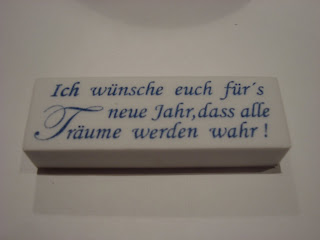 Ich wünsche euch für´s
neue Jahr,dass alle
Träume werden wahr !